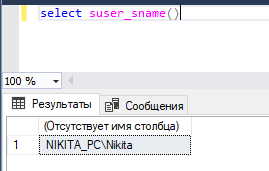 select suser_sname()
100 %
Результаты Сообщения
(Отсутствует имя столбца)
1 NIKITA_PC\Nikita